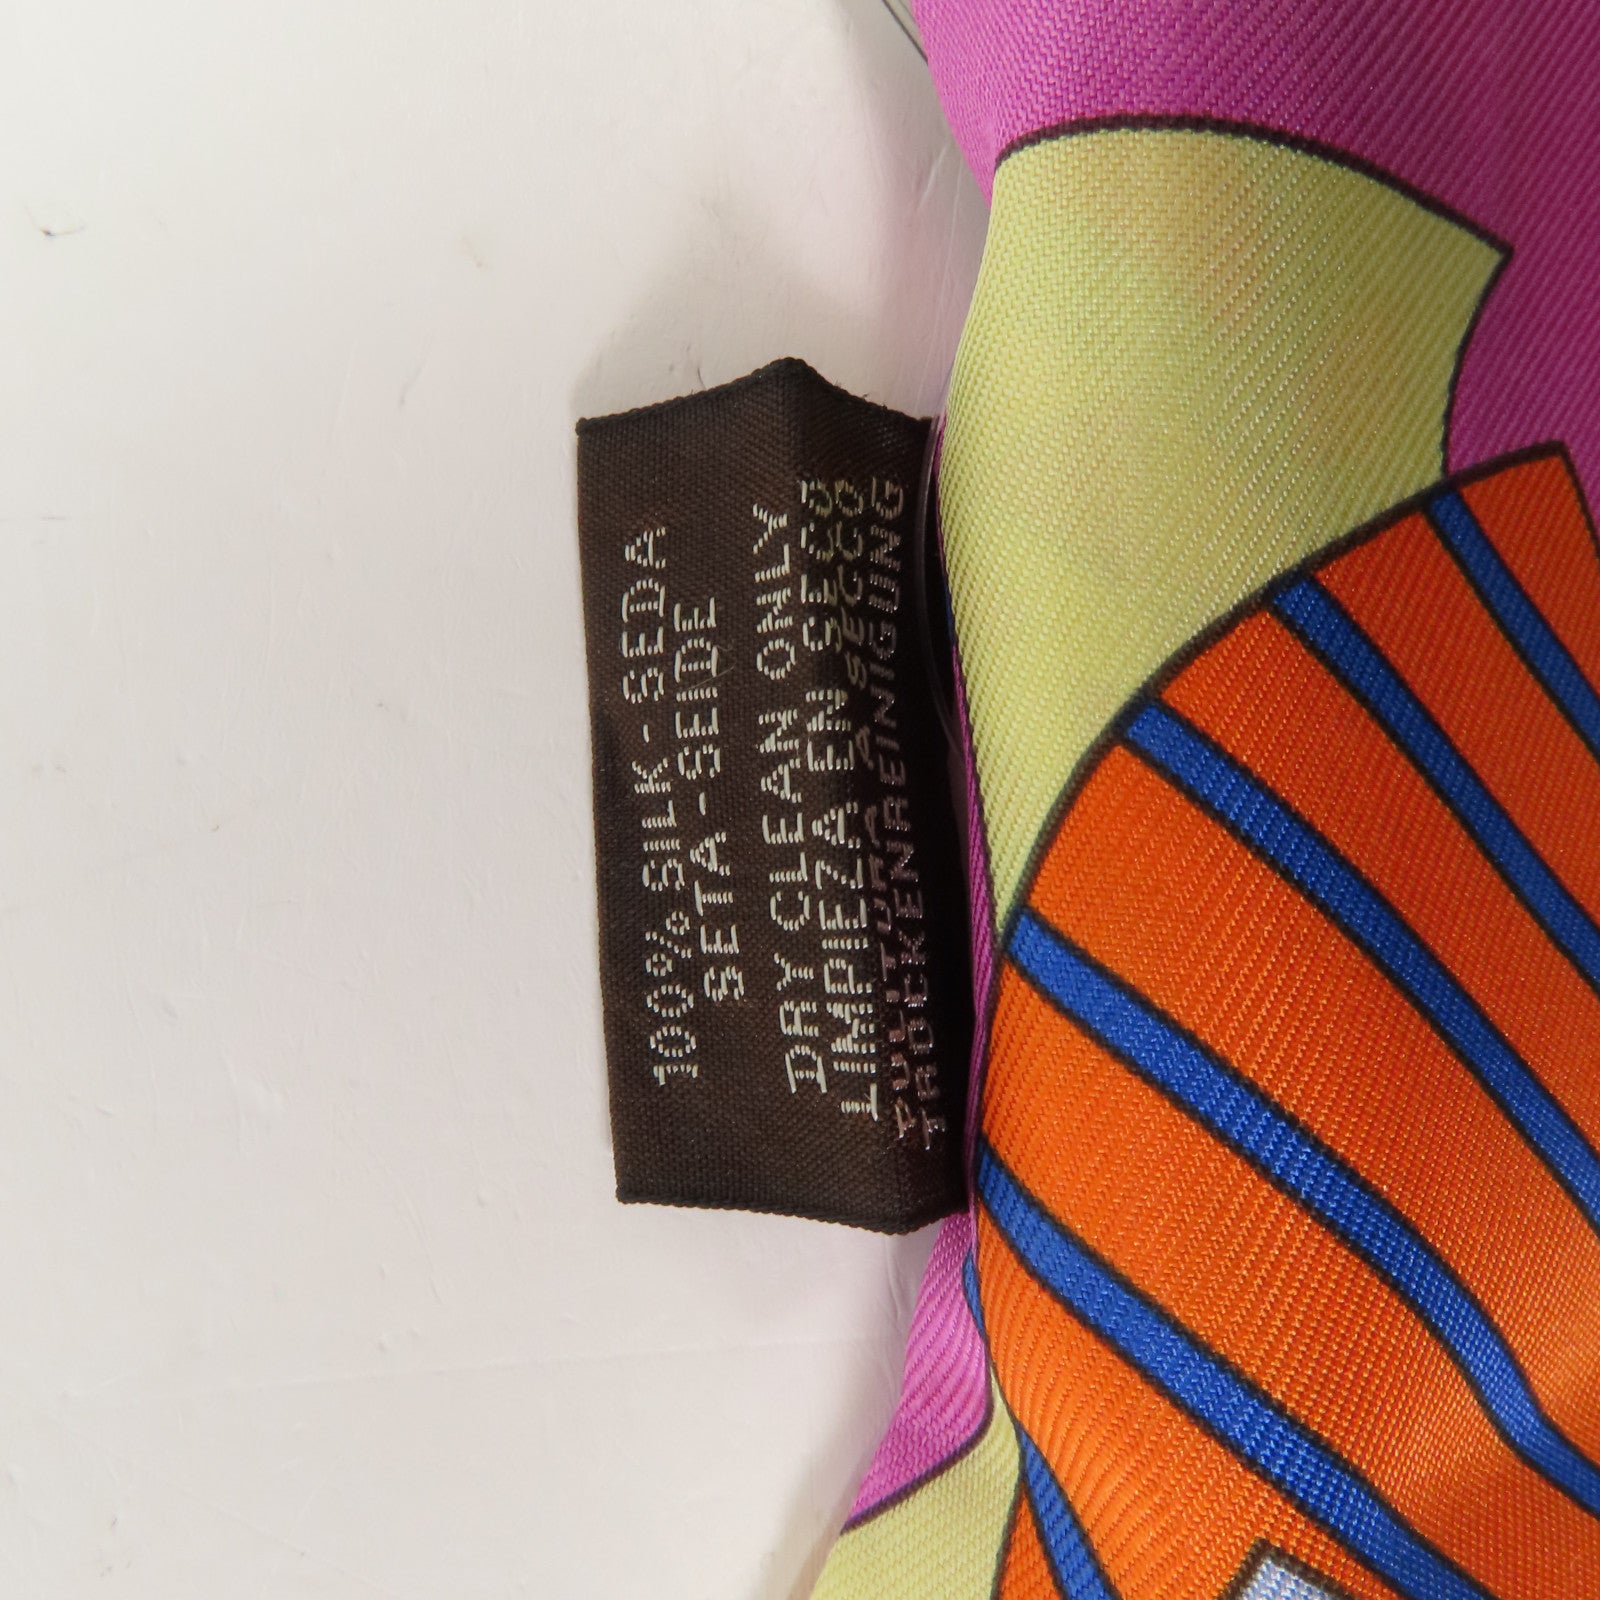 100% SILK-SEDA
SETA-SEIDE
DRY CLEAN ONLY
LIMPIEZA EN SECO
PULITURA A SECCO
TROCKENREINIGUNG